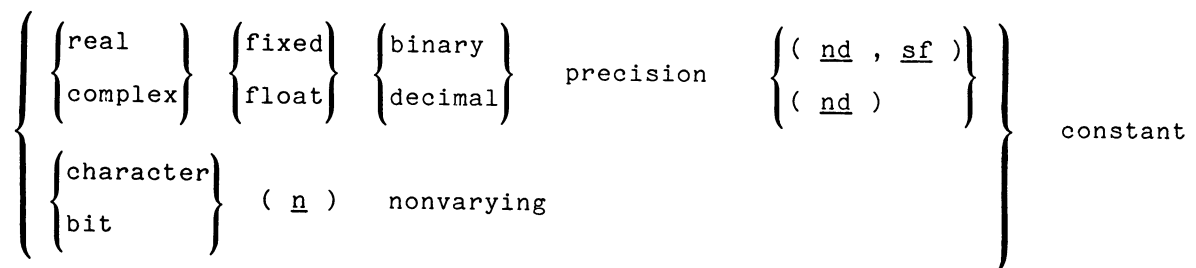 real fixed binary ( nd , sf )
precision
complex float decimal ( nd )
constant
character
( n ) nonvarying
bit